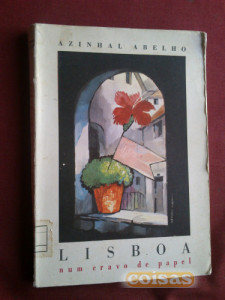 AZINHAL ABELHO
LISBOA
num cravo de papel
coisas